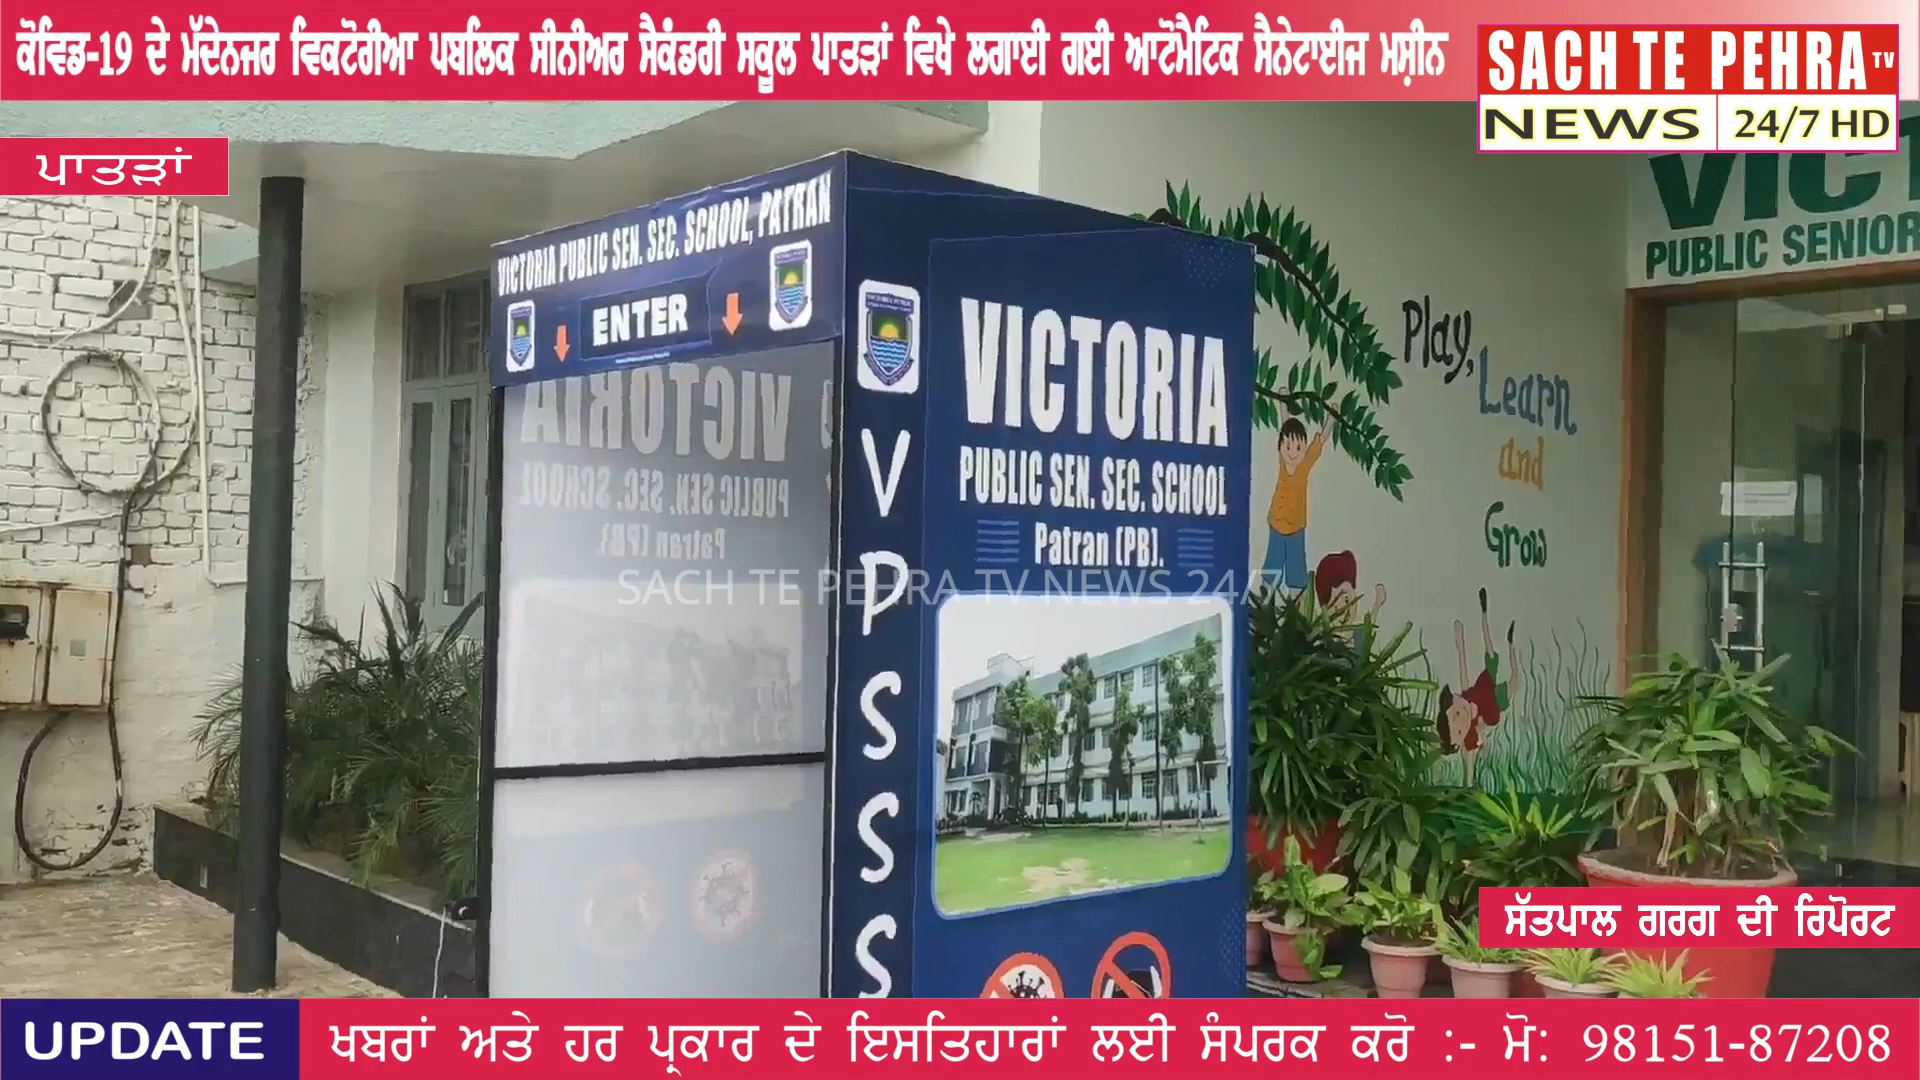 ਕੋਵਿਡ-19 ਦੇ ਮੱਦੇਨਜਰ ਵਿਕਟੋਰੀਆ ਪਬਲਿਕ ਸੀਨੀਅਰ ਸੈਕੰਡਰੀ ਸਕੂਲ ਪਾਤੜਾਂ ਵਿਖੇ ਲਗਾਈ ਗਈ ਆਟੋਮੈਟਿਕ ਸੈਨੇਟਾਈਜ ਮਸ਼ੀਨ
SACH TE PEHRA TV
NEWS 24/7 HD
ਪਾਤੜਾਂ
VICTORIA PUBLIC SEN. SEC. SCHOOL, PATRAN
ENTER
VICTORIA
PUBLIC SEN. SEC. SCHOOL
Patran (PB).
VPSSS
VICTORIA
PUBLIC SEN. SEC. SCHOOL
Patran (PB).
PUBLIC SENIOR
Play,
Learn
and
Grow
SACH TE PEHRA TV NEWS 24/7
ਸੱਤਪਾਲ ਗਰਗ ਦੀ ਰਿਪੋਰਟ
UPDATE
ਖਬਰਾਂ ਅਤੇ ਹਰ ਪ੍ਰਕਾਰ ਦੇ ਇਸਤਿਹਾਰਾਂ ਲਈ ਸੰਪਰਕ ਕਰੋ :- ਮੋ: 98151-87208